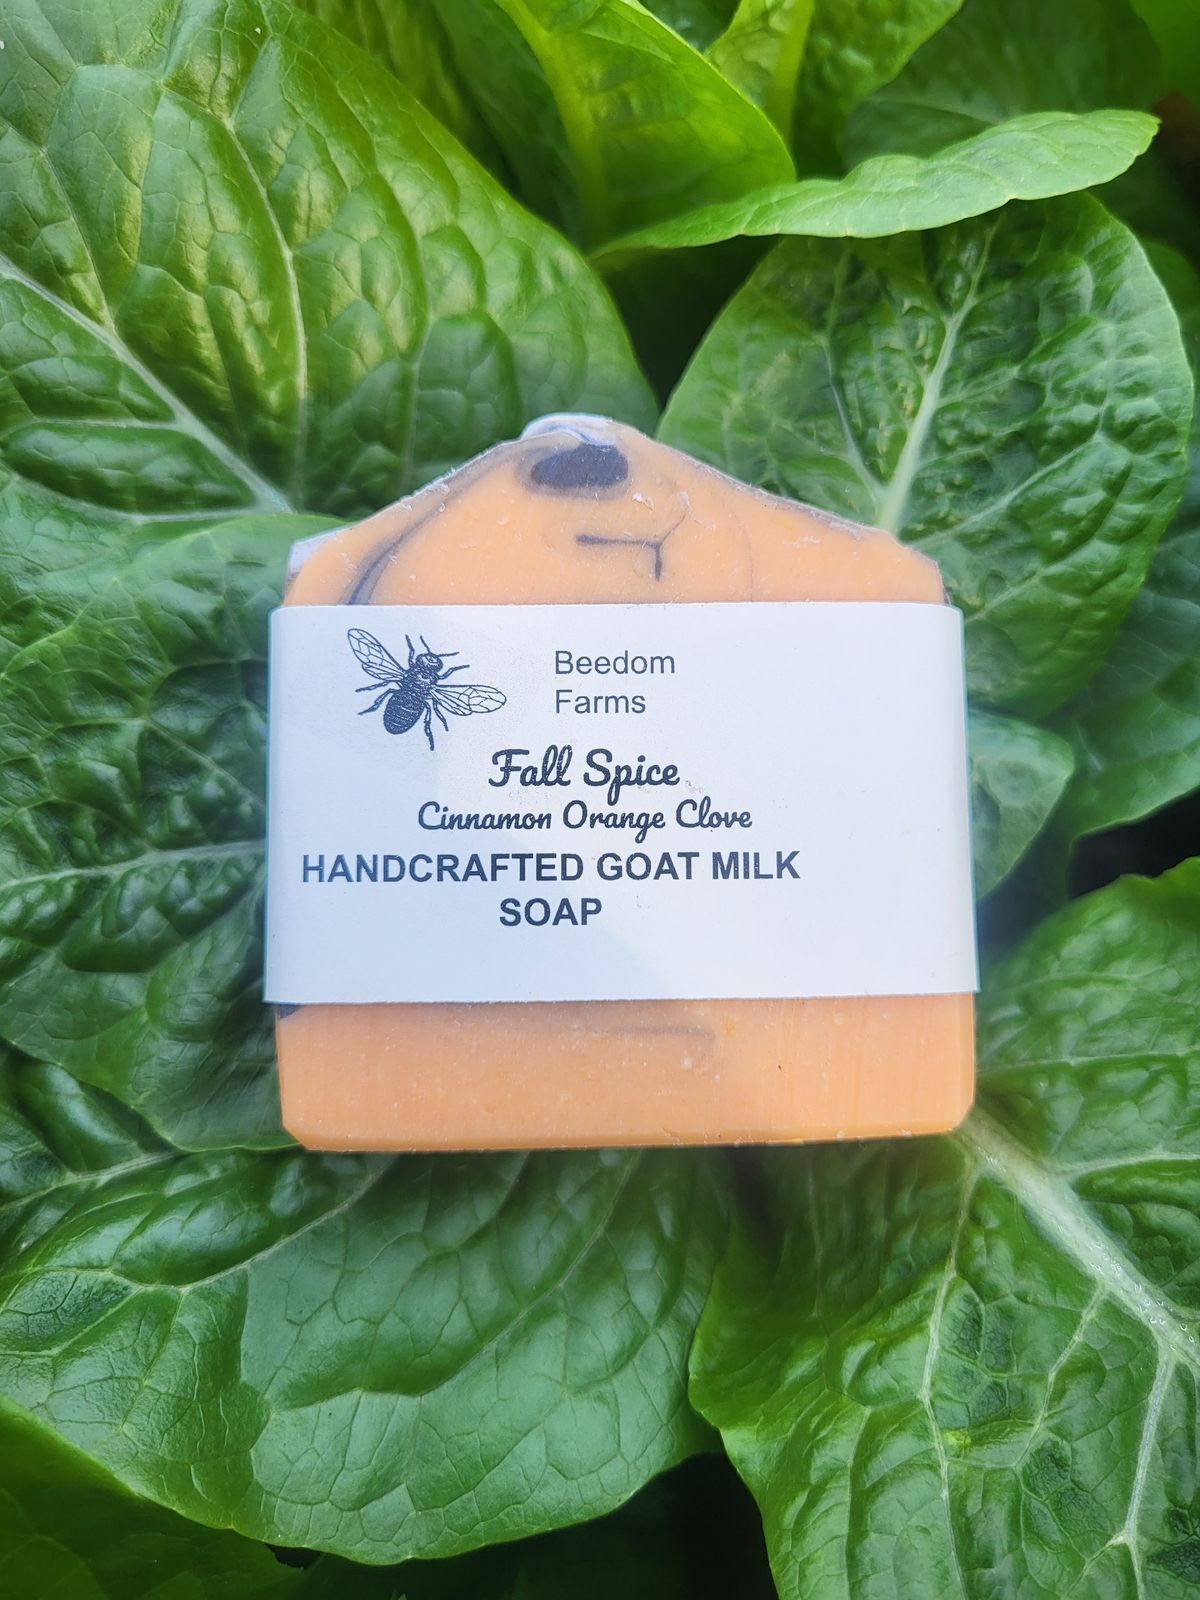 Beedom
Farms
Fall Spice
Cinnamon Orange Clove
HANDCRAFTED GOAT MILK
SOAP